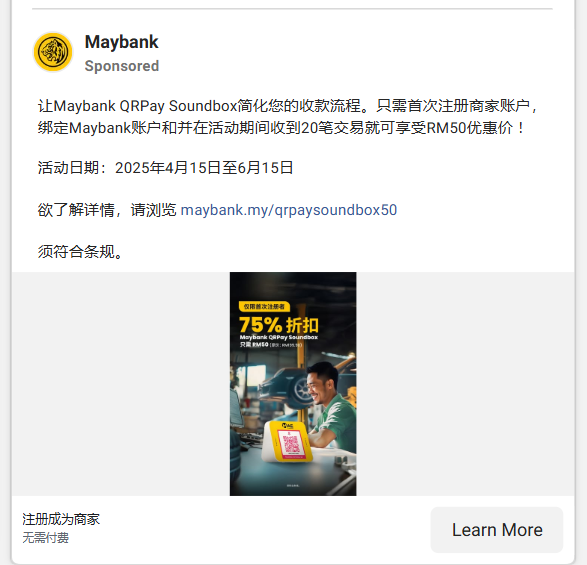 Maybank
Sponsored
让Maybank QRPay Soundbox简化您的收款流程。只需首次注册商家账户，
绑定Maybank账户和并在活动期间收到20笔交易就可享受RM50优惠价！
活动日期：2025年4月15日至6月15日
欲了解详情，请浏览 maybank.my/qrpaysoundbox50
须符合条规。
仅限首次注册者
75% 折扣
Maybank QRPay Soundbox
只需 RM50
注册成为商家
无需付费
Learn More